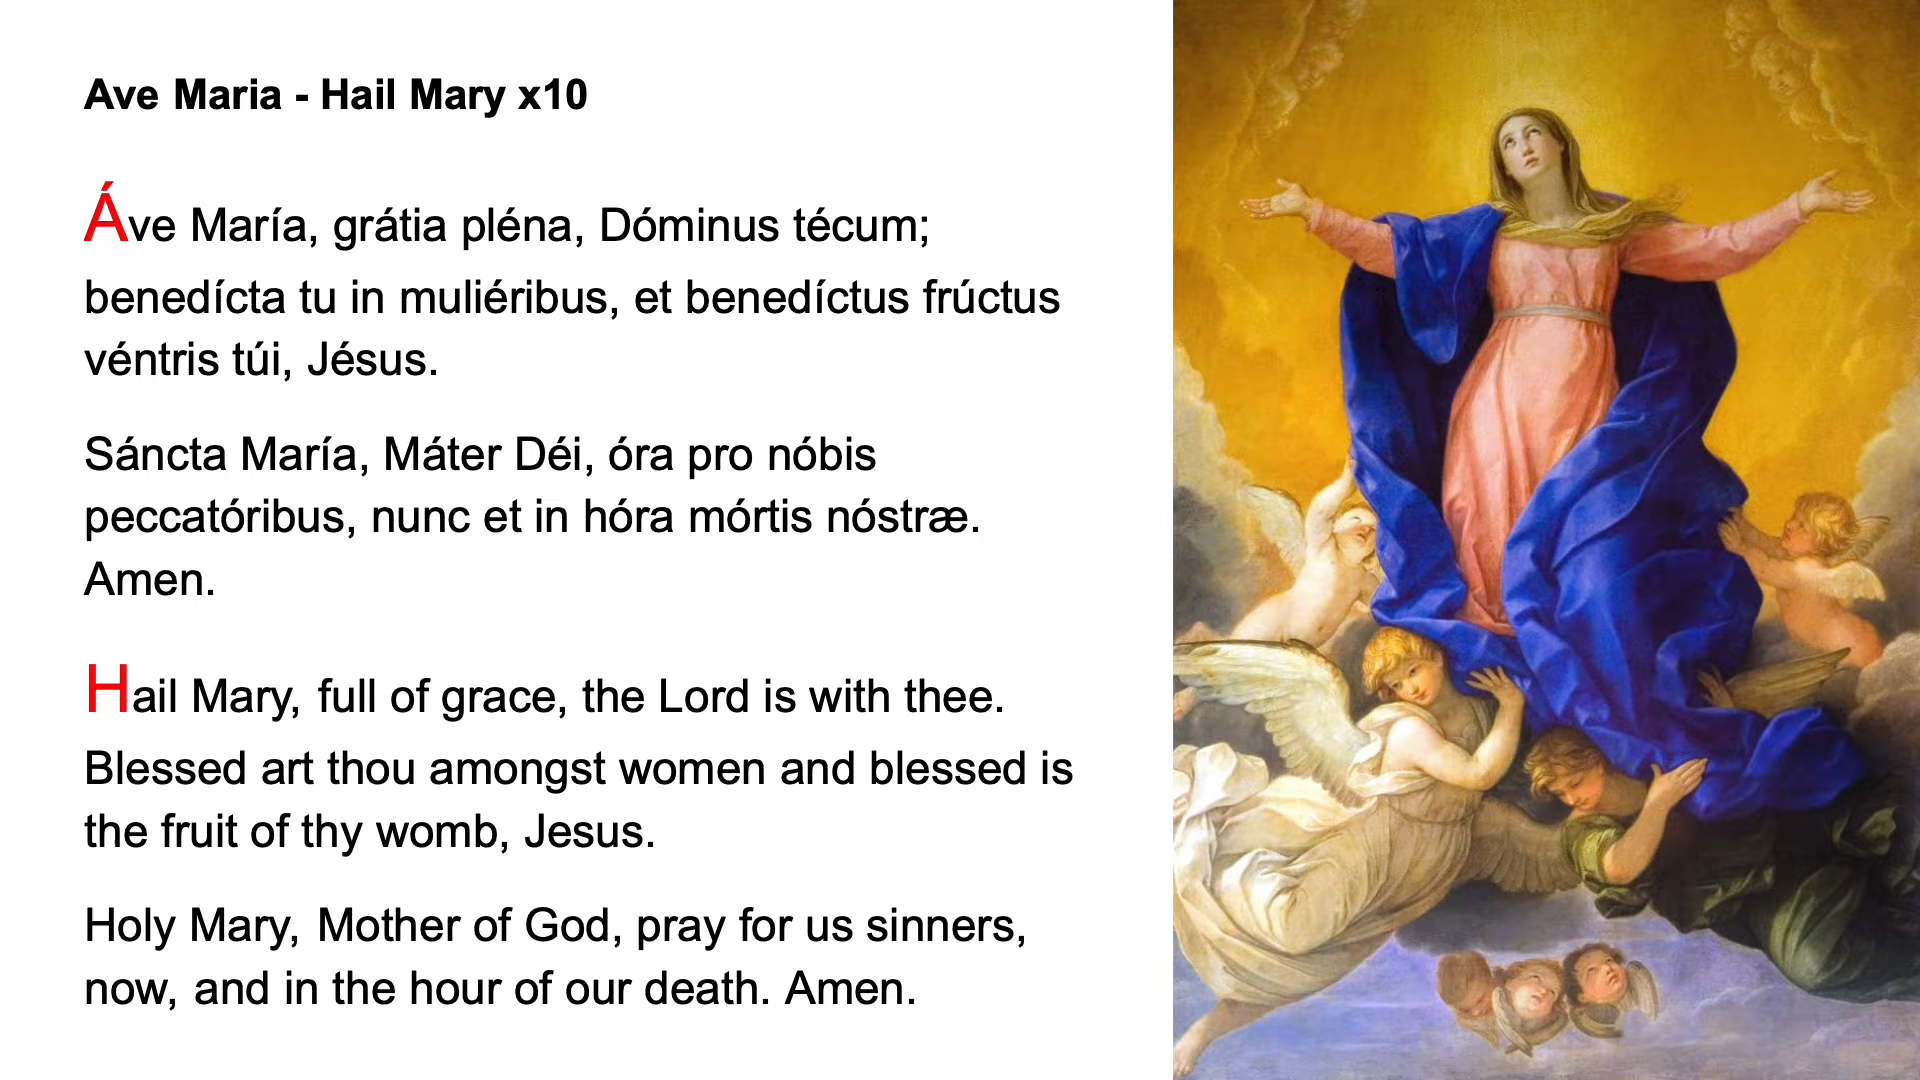 Ave Maria - Hail Mary x10
Áve María, grátia pléna, Dóminus técum;
benedícta tu in muliéribus, et benedíctus frúctus
véntris túi, Jésus.
Sáncta María, Máter Déi, óra pro nóbis
peccatóribus, nunc et in hóra mórtis nóstræ.
Amen.
Hail Mary, full of grace, the Lord is with thee.
Blessed art thou amongst women and blessed is
the fruit of thy womb, Jesus.
Holy Mary, Mother of God, pray for us sinners,
now, and in the hour of our death. Amen.